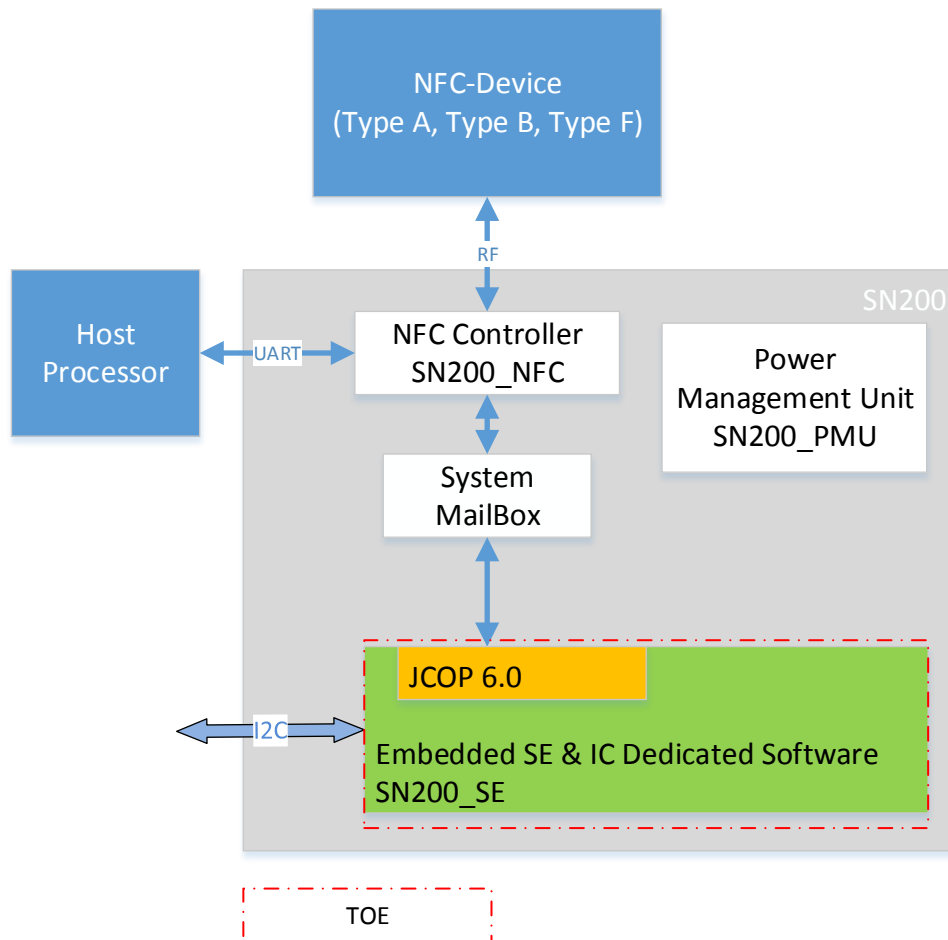 NFC-Device
(Type A, Type B, Type F)
RF
SN200
Host
Processor
UART
NFC Controller
SN200_NFC
Power
Management Unit
SN200_PMU
System
MailBox
JCOP 6.0
I2C
Embedded SE & IC Dedicated Software
SN200_SE
TOE